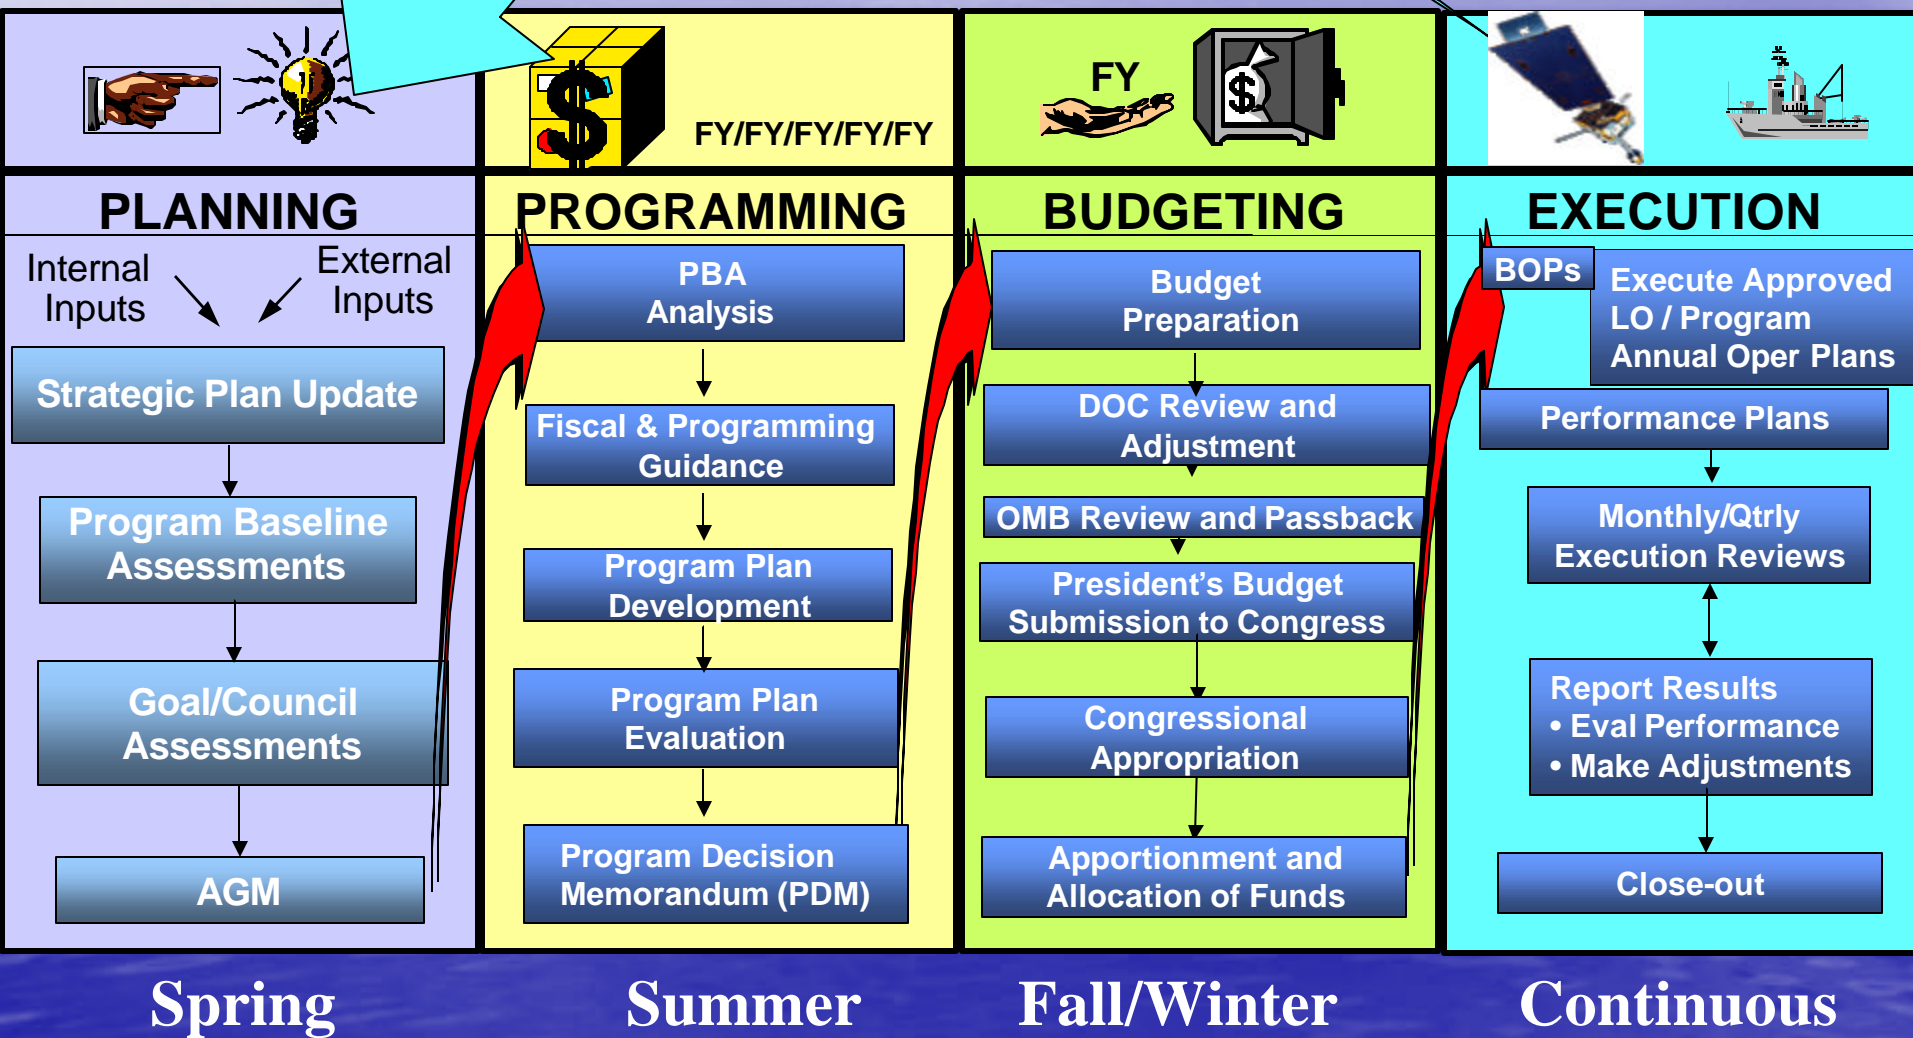 FY/FY/FY/FY/FY
FY
$
$
PLANNING
Internal
Inputs
External
Inputs
Strategic Plan Update
Program Baseline
Assessments
Goal/Council
Assessments
AGM
Spring
PROGRAMMING
PBA
Analysis
Fiscal & Programming
Guidance
Program Plan
Development
Program Plan
Evaluation
Program Decision
Memorandum (PDM)
Summer
BUDGETING
Budget
Preparation
DOC Review and
Adjustment
OMB Review and Passback
President’s Budget
Submission to Congress
Congressional
Appropriation
Apportionment and
Allocation of Funds
Fall/Winter
EXECUTION
BOPs
Execute Approved
LO / Program
Annual Oper Plans
Performance Plans
Monthly/Qtrly
Execution Reviews
Report Results
• Eval Performance
• Make Adjustments
Close-out
Continuous